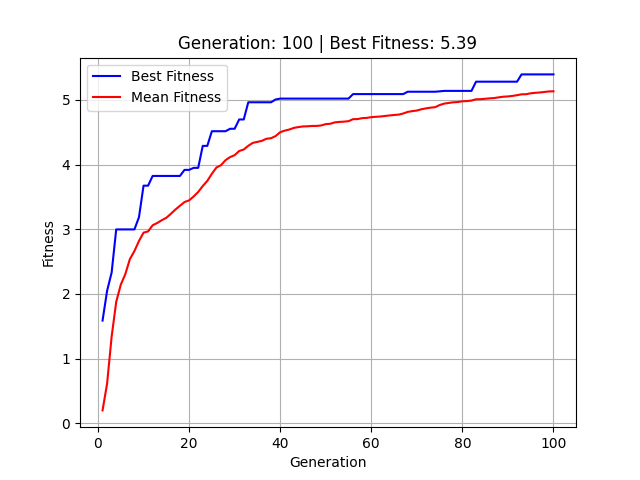 Generation: 100 | Best Fitness: 5.39
Best Fitness
Mean Fitness
5
4
3
2
1
0
Fitness
0 20 40 60 80 100
Generation